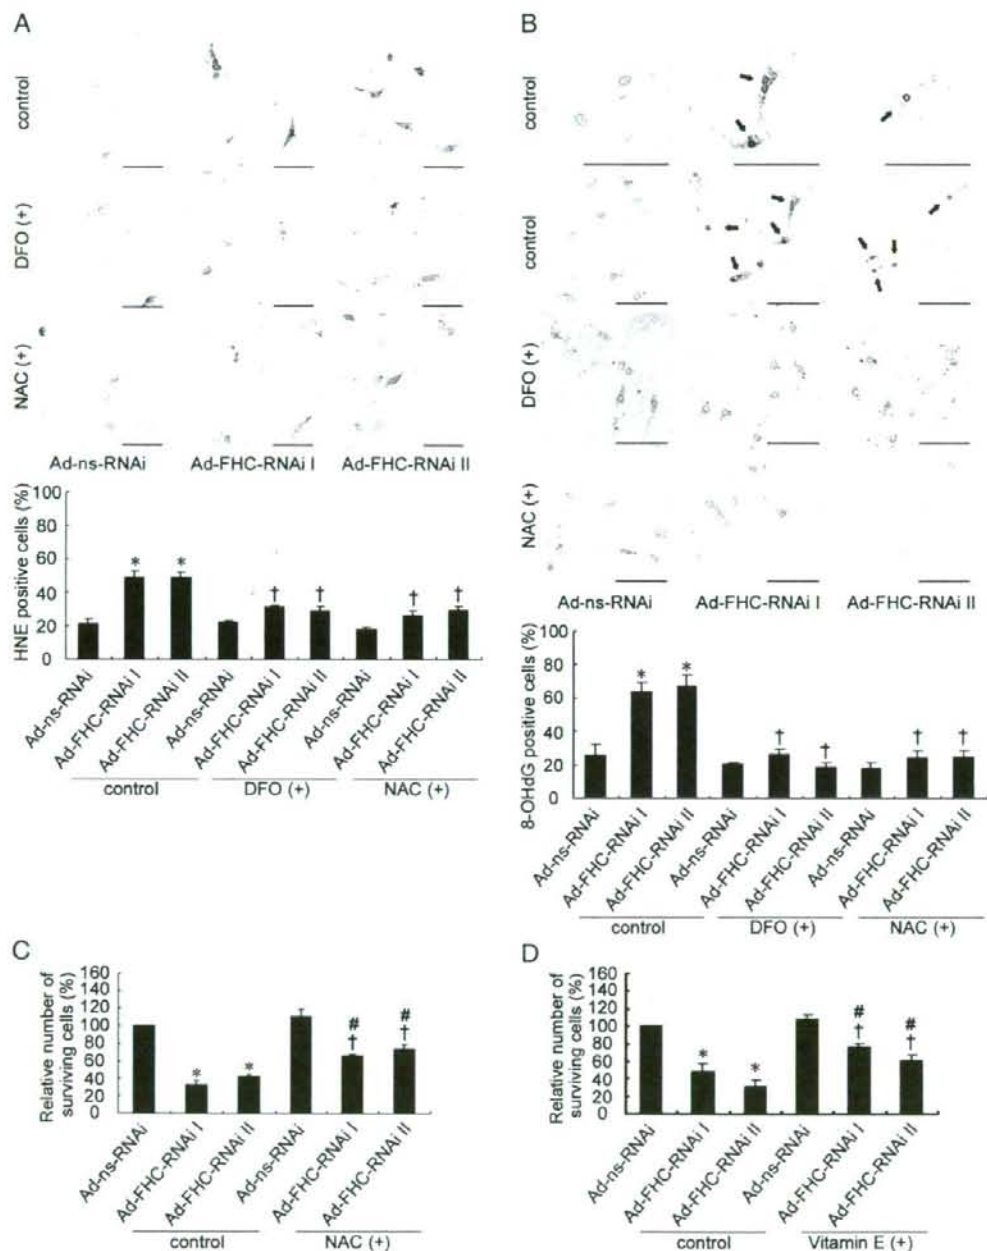 A
control
DFO (+)
NAC (+)
Ad-ns-RNAi
Ad-FHC-RNAi I
Ad-FHC-RNAi II
HNE positive cells (%)
100
80
60
40
20
0
*
*
†
†
†
†
Ad-ns-RNAi
Ad-FHC-RNAi I
Ad-FHC-RNAi II
Ad-ns-RNAi
Ad-FHC-RNAi I
Ad-FHC-RNAi II
Ad-ns-RNAi
Ad-FHC-RNAi I
Ad-FHC-RNAi II
control
DFO (+)
NAC (+)
B
control
control
DFO (+)
NAC (+)
Ad-ns-RNAi
Ad-FHC-RNAi I
Ad-FHC-RNAi II
8-OHdG positive cells (%)
100
80
60
40
20
0
*
*
†
†
†
†
Ad-ns-RNAi
Ad-FHC-RNAi I
Ad-FHC-RNAi II
Ad-ns-RNAi
Ad-FHC-RNAi I
Ad-FHC-RNAi II
Ad-ns-RNAi
Ad-FHC-RNAi I
Ad-FHC-RNAi II
control
DFO (+)
NAC (+)
C
Relative number of
surviving cells (%)
160
140
120
100
80
60
40
20
0
*
*
#
†
#
†
Ad-ns-RNAi
Ad-FHC-RNAi I
Ad-FHC-RNAi II
Ad-ns-RNAi
Ad-FHC-RNAi I
Ad-FHC-RNAi II
control
NAC (+)
D
Relative number of
surviving cells (%)
160
140
120
100
80
60
40
20
0
*
*
#
†
#
†
Ad-ns-RNAi
Ad-FHC-RNAi I
Ad-FHC-RNAi II
Ad-ns-RNAi
Ad-FHC-RNAi I
Ad-FHC-RNAi II
control
Vitamin E (+)